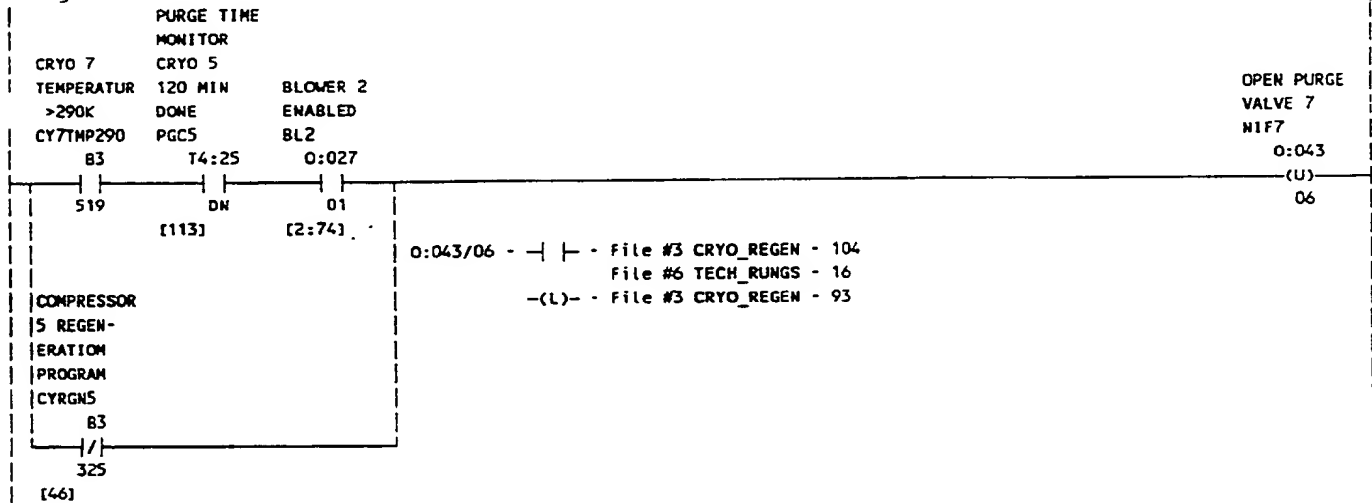 PURGE TIME
MONITOR
CRYO 7 CRYO 5
TEMPERATUR 120 MIN BLOWER 2 OPEN PURGE
>290K DONE ENABLED VALVE 7
CY7TMP290 PGC5 BL2 N1F7
B3 T4:25 O:027 O:043
(U)
519 DN 01 06
[113] [2:74]
O:043/06 - ─┤ ├─ - File #3 CRYO_REGEN - 104
File #6 TECH_RUNGS - 16
─(L)─ - File #3 CRYO_REGEN - 93
COMPRESSOR
5 REGEN-
ERATION
PROGRAM
CYRGN5
B3
┤/├
325
[46]